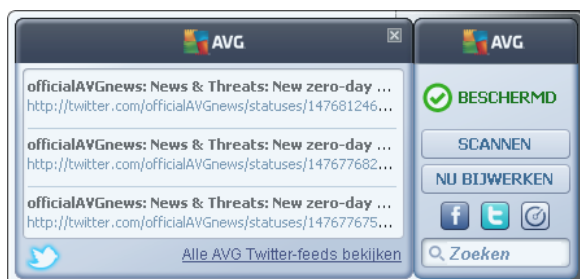 AVG
officialAVGnews: News & Threats: New zero-day ...
http://twitter.com/officialAVGnews/statuses/147681246...
officialAVGnews: News & Threats: New zero-day ...
http://twitter.com/officialAVGnews/statuses/147677682...
officialAVGnews: News & Threats: New zero-day ...
http://twitter.com/officialAVGnews/statuses/147677675...
Alle AVG Twitter-feeds bekijken
AVG
BESCHERMD
SCANNEN
NU BIJWERKEN
f t
Zoeken